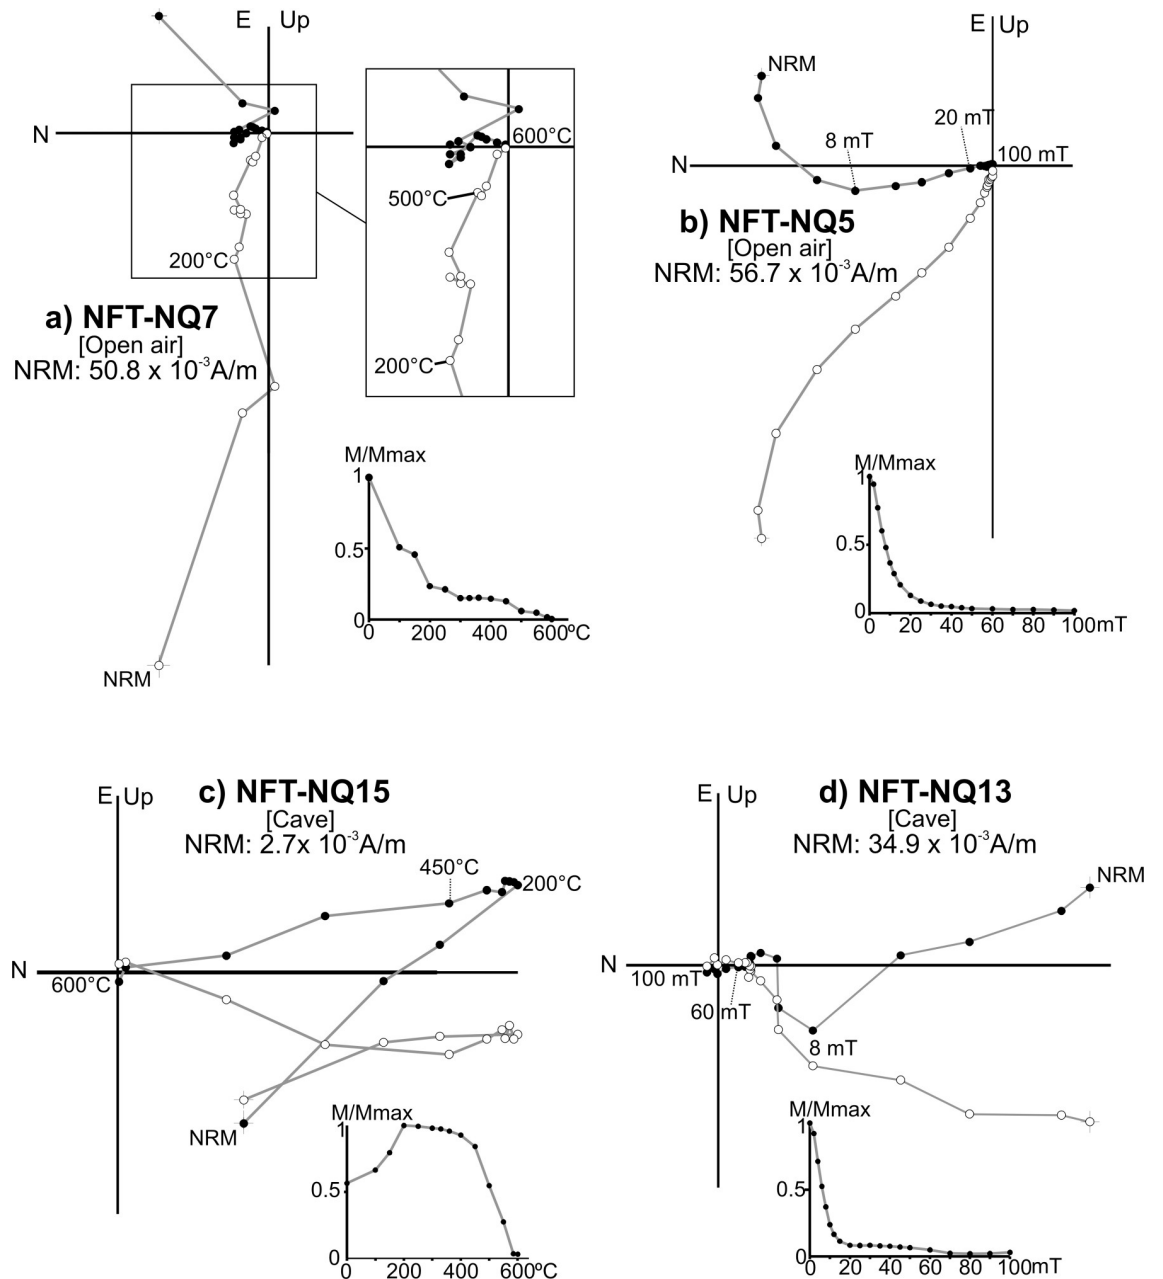 E Up
N
600°C
500°C
200°C
200°C
a) NFT-NQ7
[Open air]
NRM: 50.8 x 10-3A/m
NRM
M/Mmax
1
0.5
0
0 200 400 600°C
E Up
NRM
20 mT
8 mT
N
100 mT
b) NFT-NQ5
[Open air]
NRM: 56.7 x 10-3A/m
M/Mmax
1
0.5
0
0 20 40 60 80 100mT
E Up
c) NFT-NQ15
[Cave]
NRM: 2.7x 10-3A/m
450°C
200°C
N
600°C
NRM
M/Mmax
1
0.5
0
0 200 400 600°C
E Up
d) NFT-NQ13
[Cave]
NRM: 34.9 x 10-3A/m
NRM
N
100 mT
60 mT
8 mT
M/Mmax
1
0.5
0
0 20 40 60 80 100mT